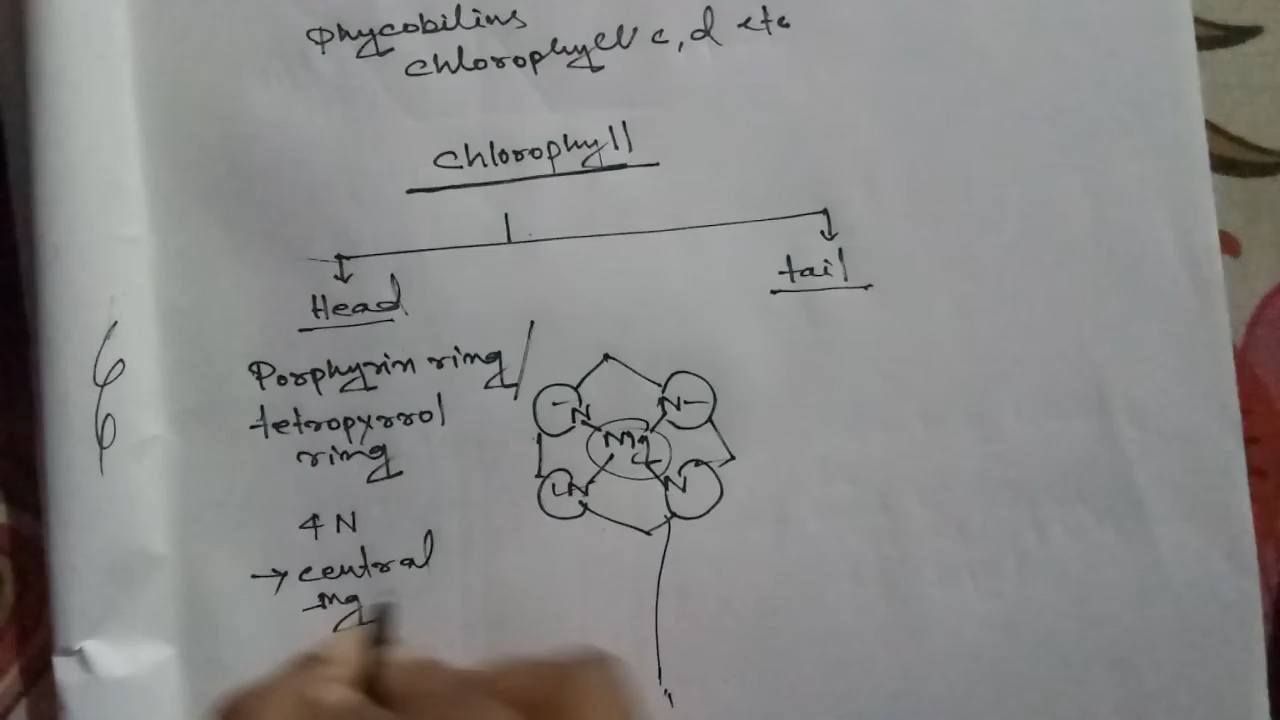 Phycobilins
chlorophyll c, d etc
Chlorophyll
Head
tail
Porphyrin ring/
tetropyrrol
ring
N N
Mg
N N
4 N
→ central
mg